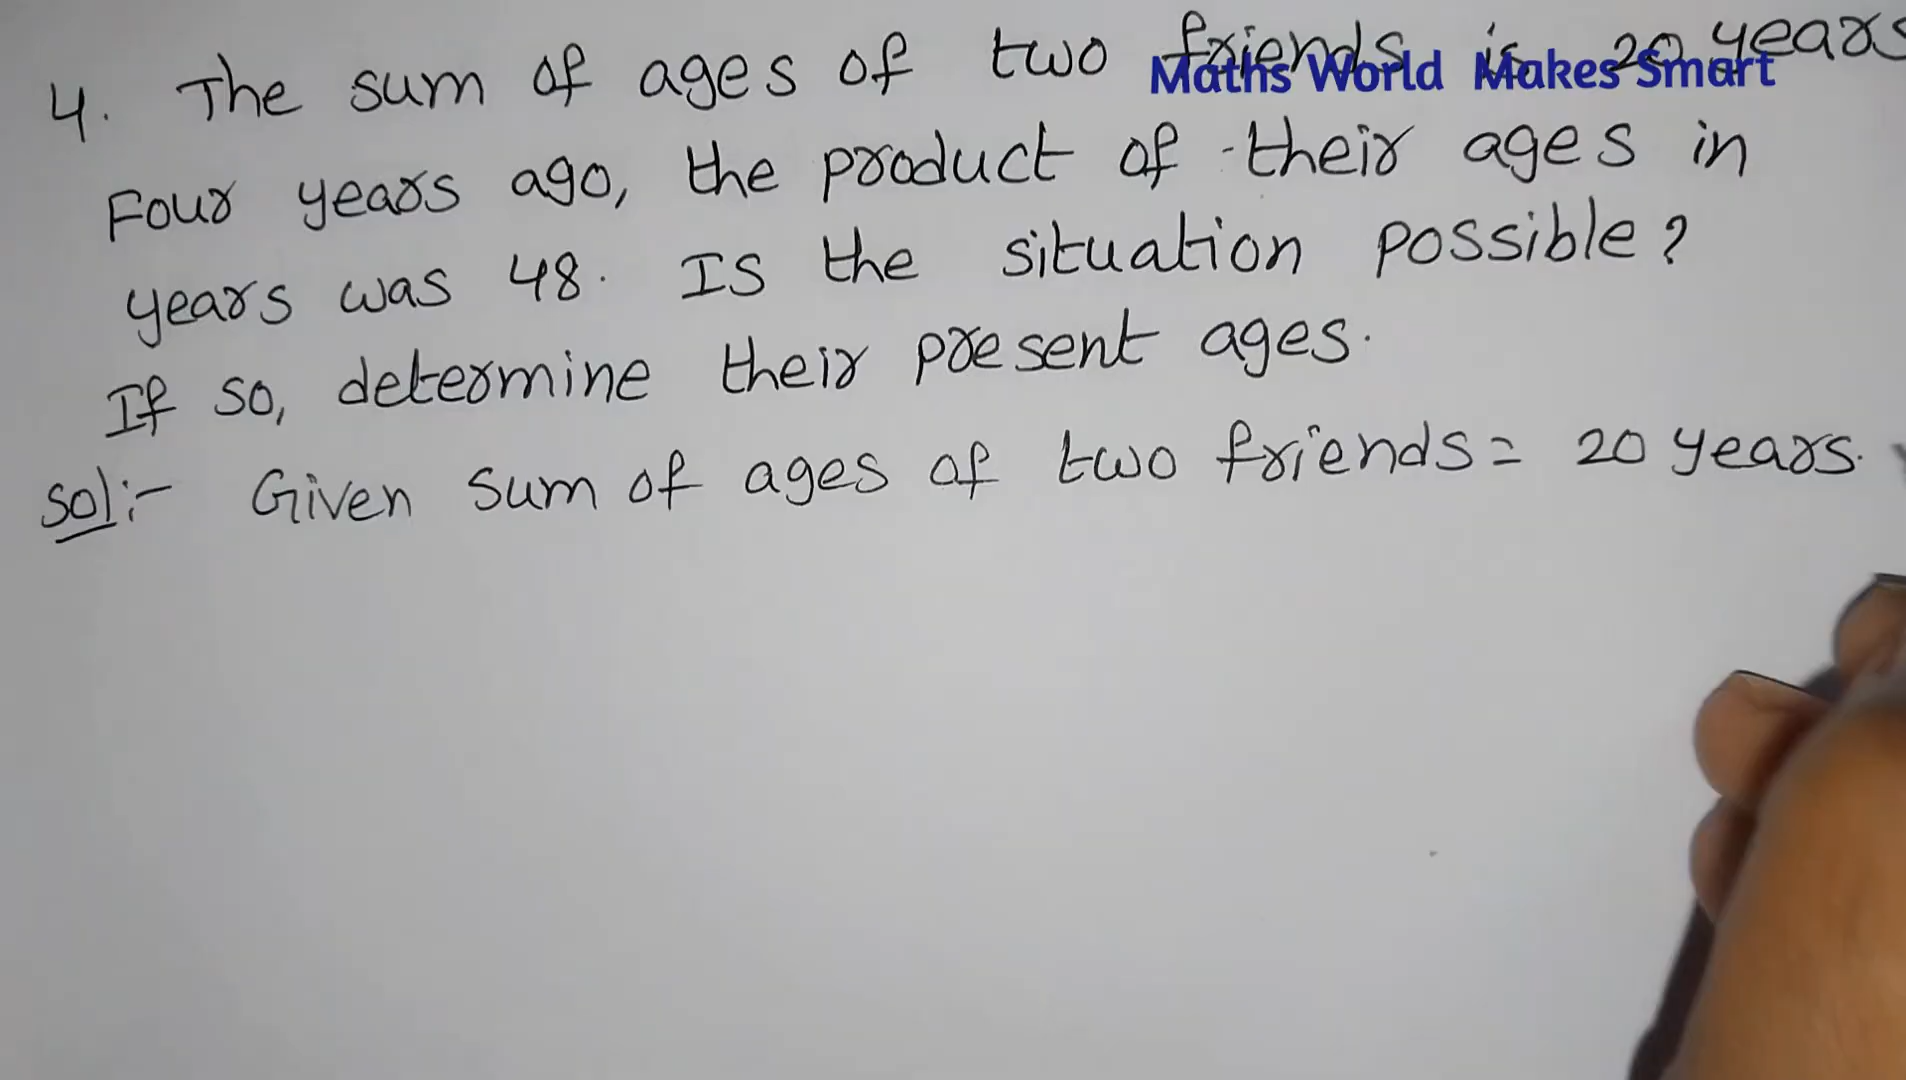 4. The sum of ages of two friends is 20 years
Maths World Makes Smart
Four years ago, the product of their ages in
years was 48. Is the situation possible?
If so, determine their present ages.
Sol:- Given sum of ages of two friends = 20 years.